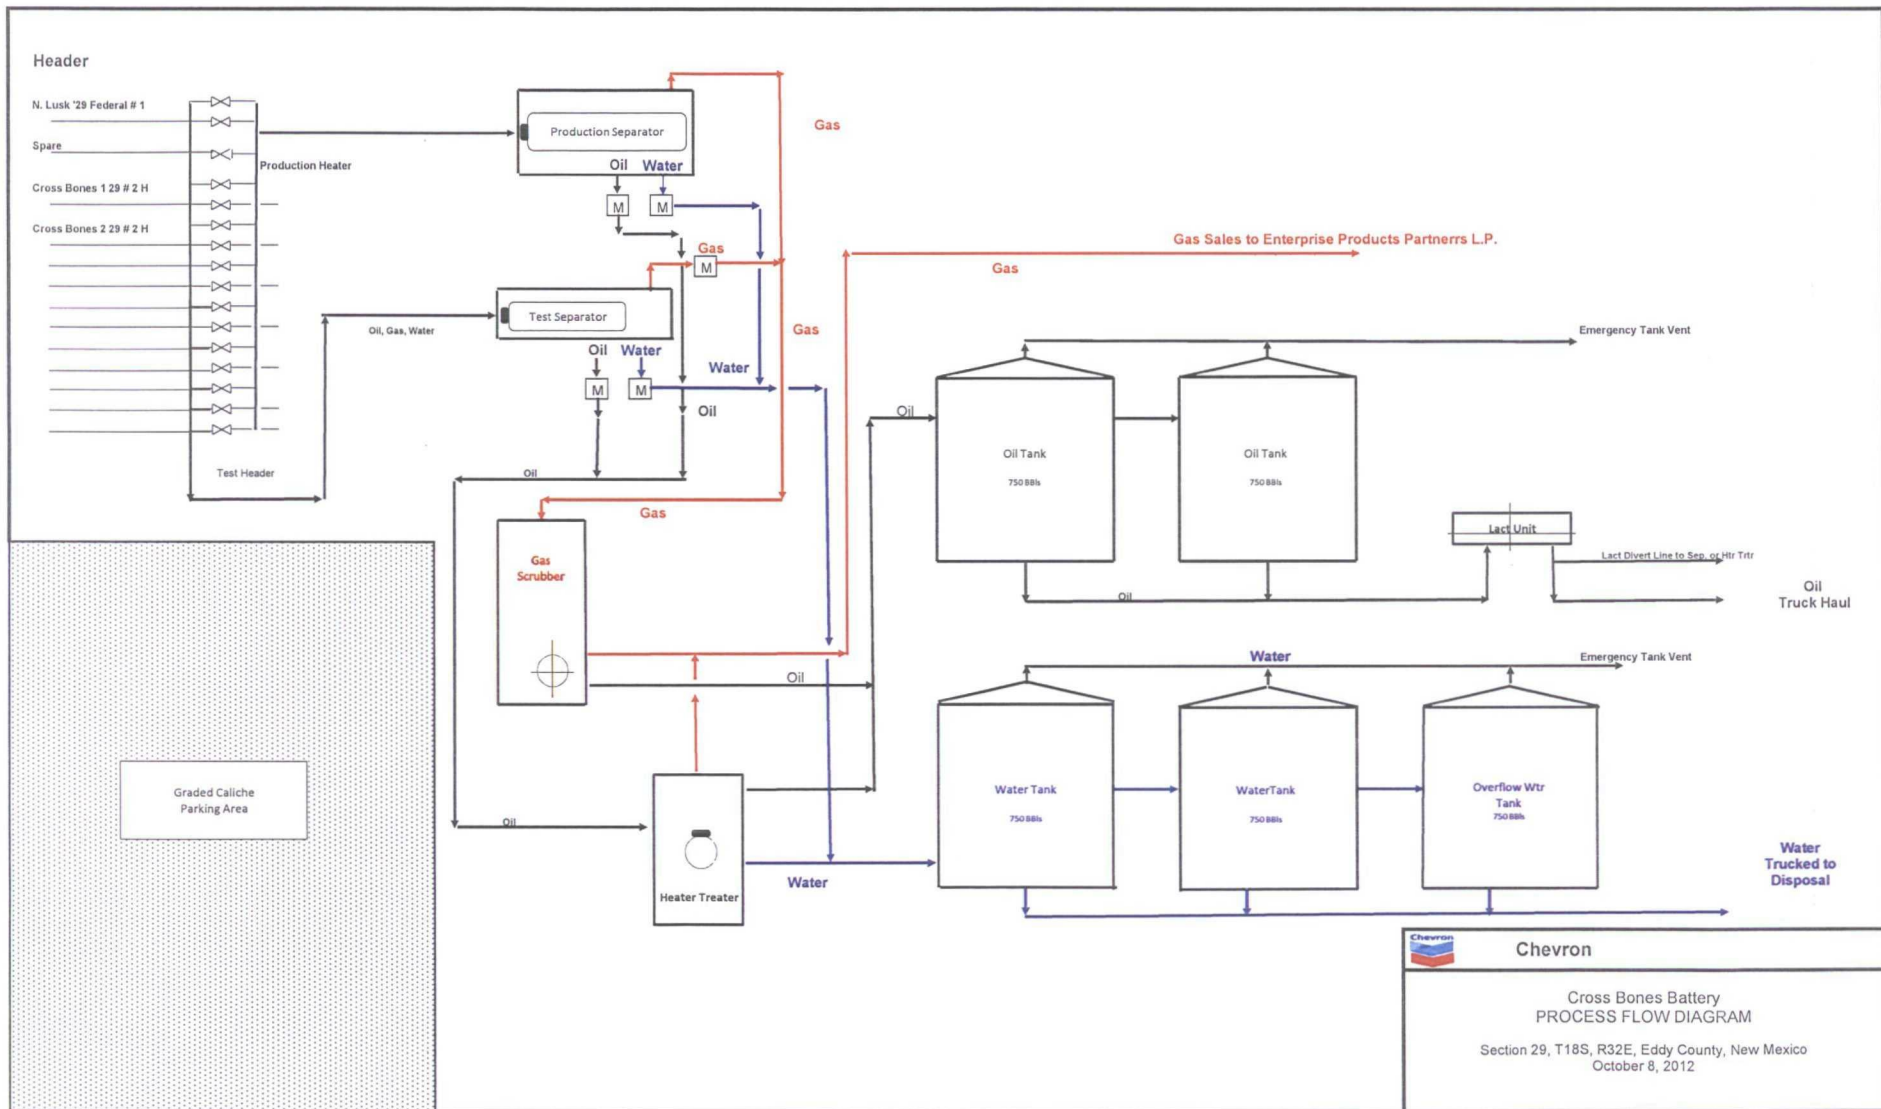 Header
N. Lusk '29 Federal # 1
Spare
Production Heater
Cross Bones 1 29 # 2 H
Cross Bones 2 29 # 2 H
Test Header
Oil, Gas, Water
Production Separator
Oil
Water
M
M
Gas
Gas
M
Test Separator
Oil
Water
M
M
Water
Gas
Oil
Oil
Gas
Gas
Scrubber
Oil
Oil
Heater Treater
Water
Gas Sales to Enterprise Products Partnerrs L.P.
Gas
Emergency Tank Vent
Oil
Oil Tank
750 BBls
Oil Tank
750 BBls
Oil
Lact Unit
Lact Divert Line to Sep. or Htr Trtr
Oil
Truck Haul
Water
Emergency Tank Vent
Water Tank
750 BBls
WaterTank
750 BBls
Overflow Wtr
Tank
750 BBls
Water
Trucked to
Disposal
Graded Caliche
Parking Area
Chevron
Chevron
Cross Bones Battery
PROCESS FLOW DIAGRAM
Section 29, T18S, R32E, Eddy County, New Mexico
October 8, 2012